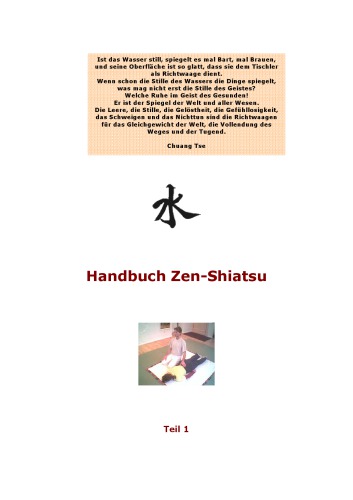 Ist das Wasser still, spiegelt es mal Bart, mal Brauen,
und seine Oberfläche ist so glatt, dass sie dem Tischler
als Richtwaage dient.
Wenn schon die Stille des Wassers die Dinge spiegelt,
was mag nicht erst die Stille des Geistes?
Welche Ruhe im Geist des Gesunden!
Er ist der Spiegel der Welt und aller Wesen.
Die Leere, die Stille, die Gelöstheit, die Gefühllosigkeit,
das Schweigen und das Nichttun sind die Richtwaagen
für das Gleichgewicht der Welt, die Vollendung des
Weges und der Tugend.
Chuang Tse
水
Handbuch Zen-Shiatsu
Teil 1